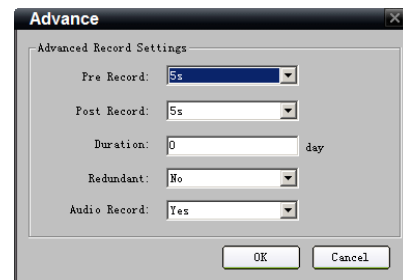 Advance
Advanced Record Settings
Pre Record: 5s
Post Record: 5s
Duration: 0 day
Redundant: No
Audio Record: Yes
OK Cancel